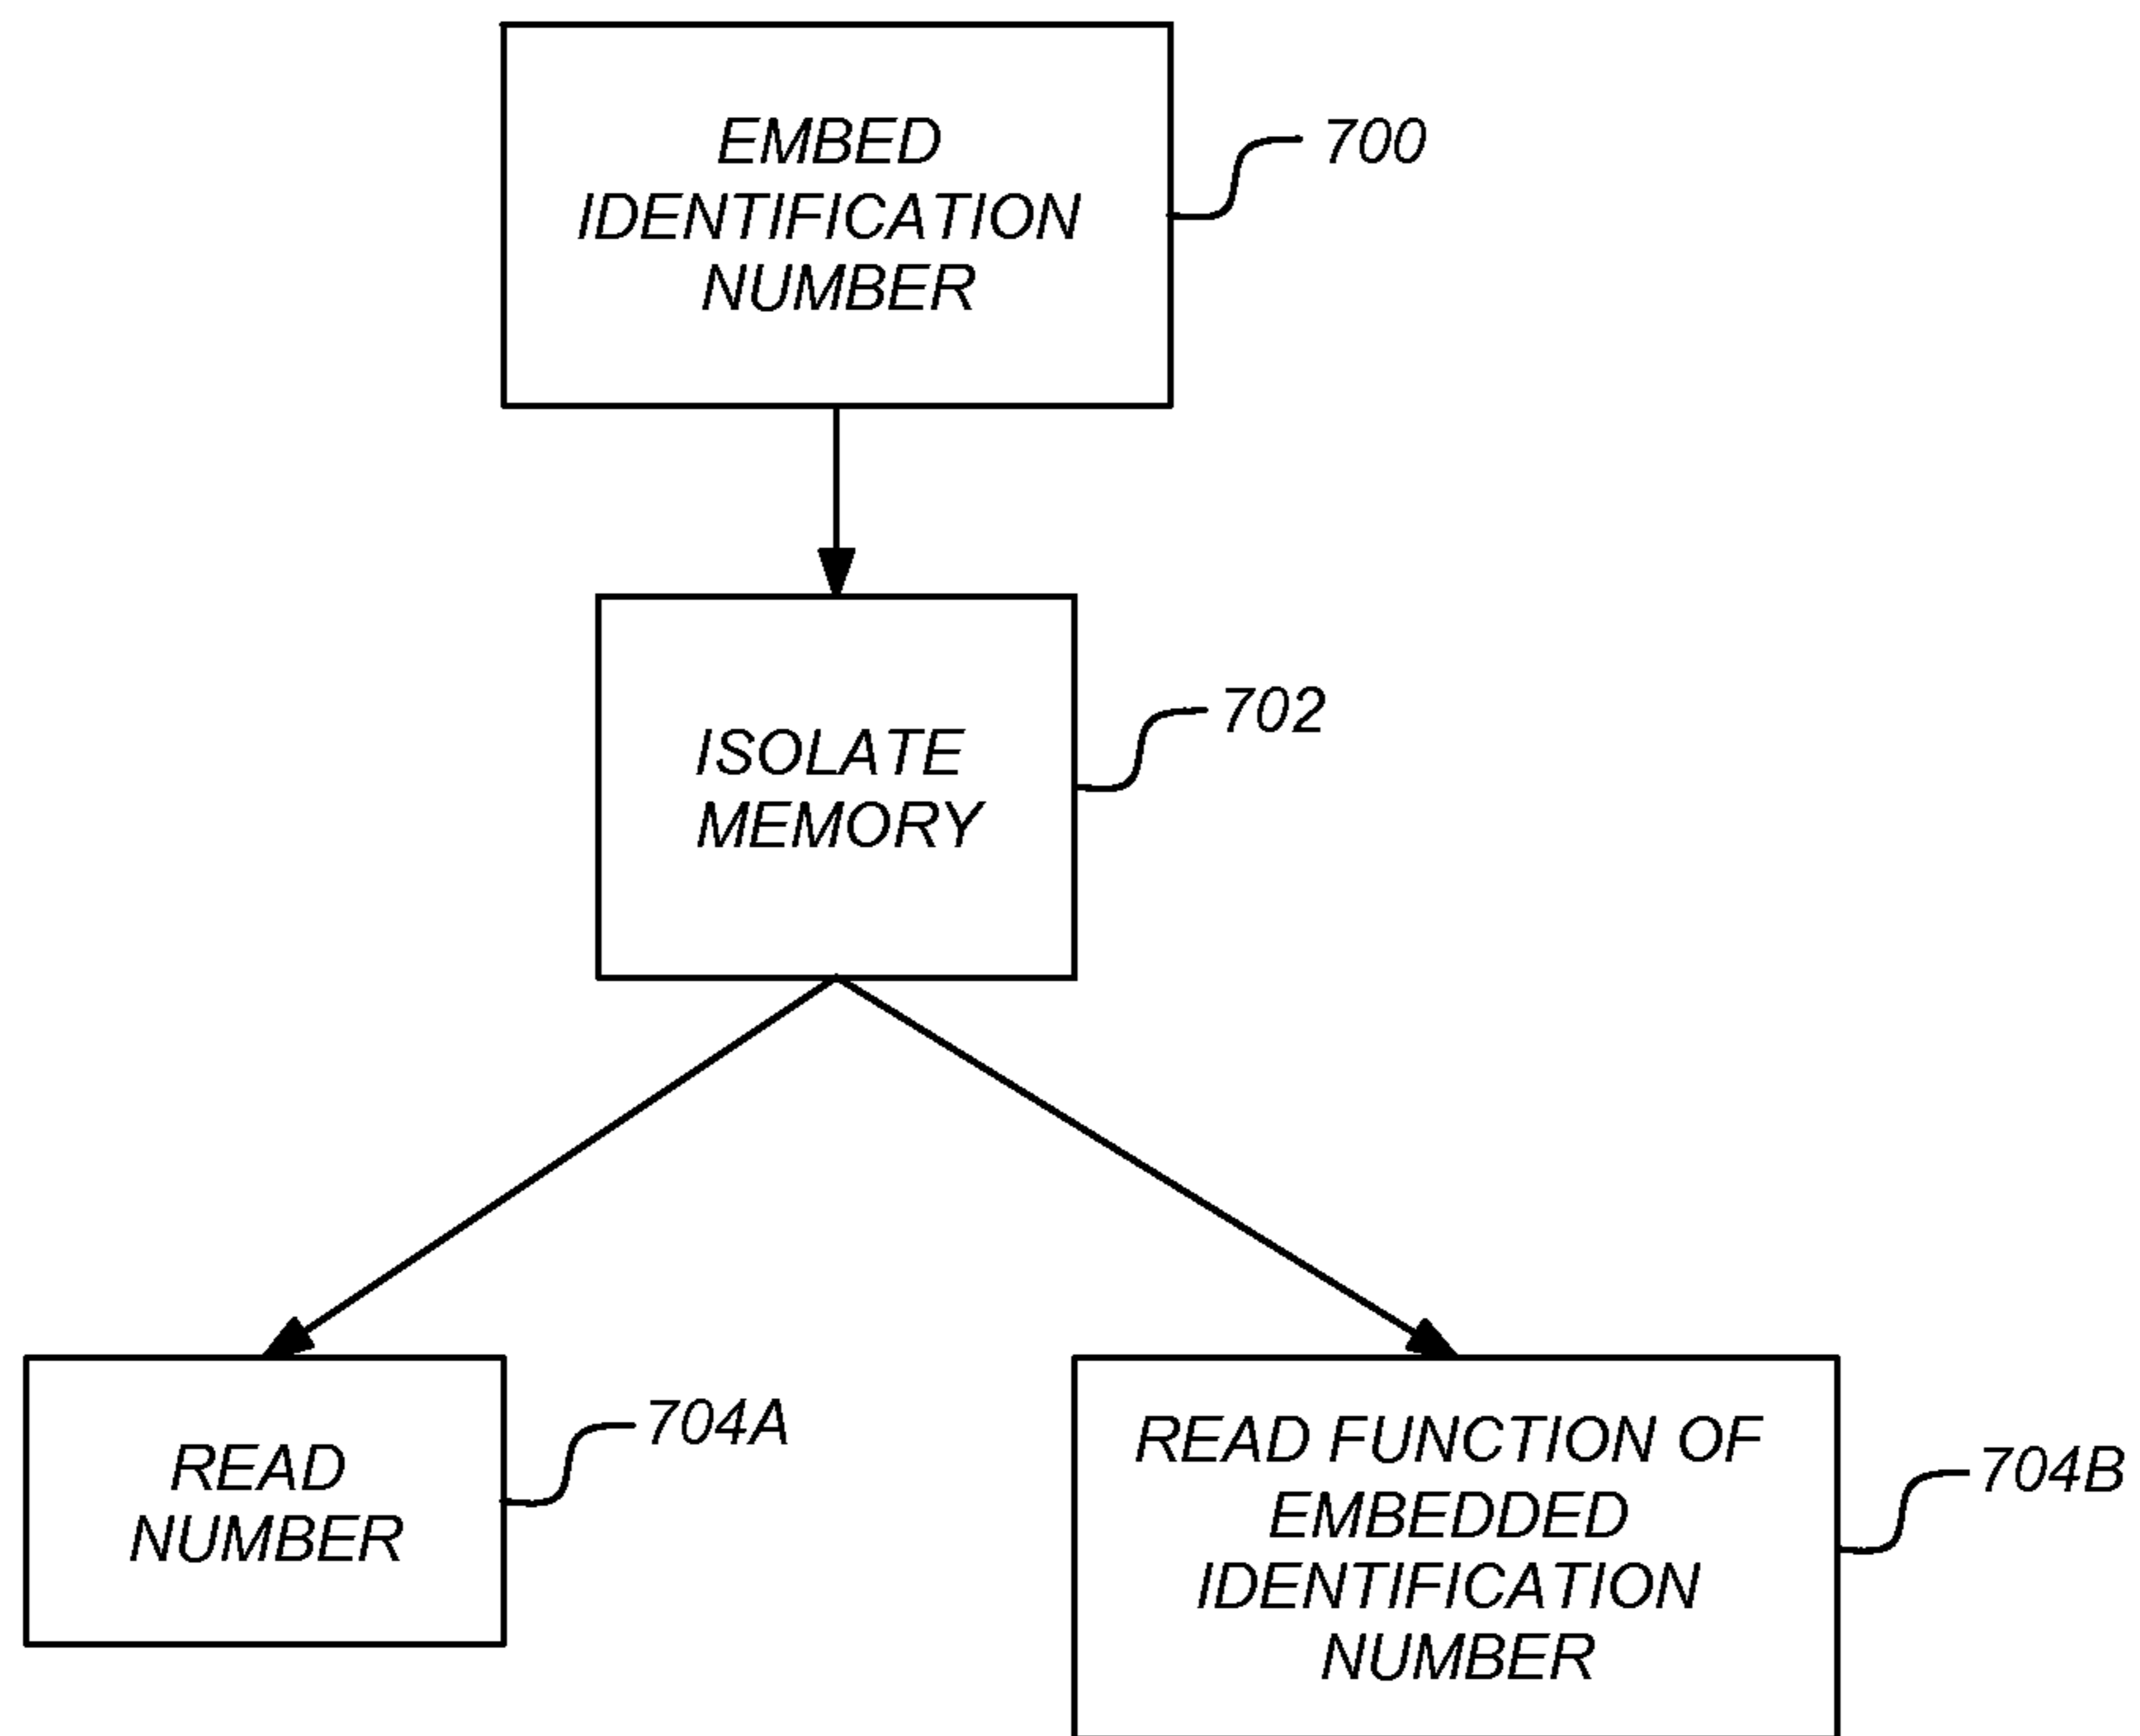 EMBED
IDENTIFICATION
NUMBER
700
ISOLATE
MEMORY
702
READ
NUMBER
704A
READ FUNCTION OF
EMBEDDED
IDENTIFICATION
NUMBER
704B